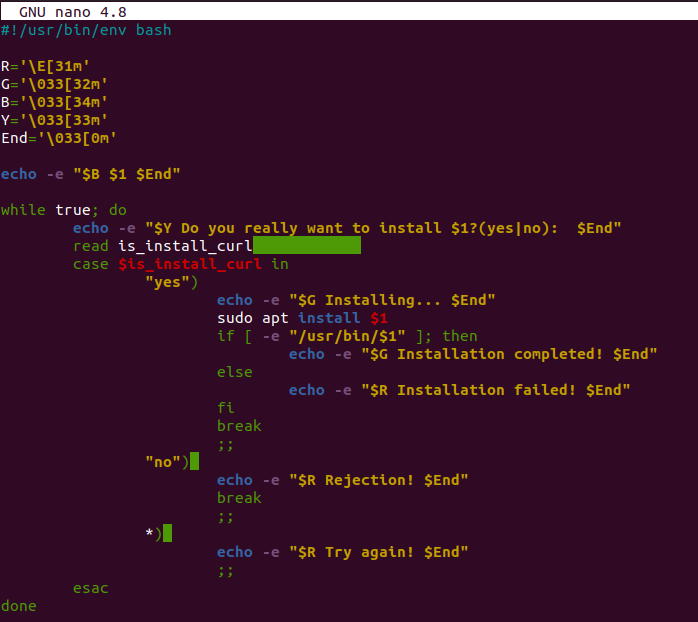 GNU nano 4.8
#!/usr/bin/env bash
R='\E[31m'
G='\033[32m'
B='\033[34m'
Y='\033[33m'
End='\033[0m'
echo -e "$B $1 $End"
while true; do
echo -e "$Y Do you really want to install $1?(yes|no):  $End"
read is_install_curl
case $is_install_curl in
"yes")
echo -e "$G Installing... $End"
sudo apt install $1
if [ -e "/usr/bin/$1" ]; then
echo -e "$G Installation completed! $End"
else
echo -e "$R Installation failed! $End"
fi
break
;;
"no")
echo -e "$R Rejection! $End"
break
;;
*)
echo -e "$R Try again! $End"
;;
esac
done